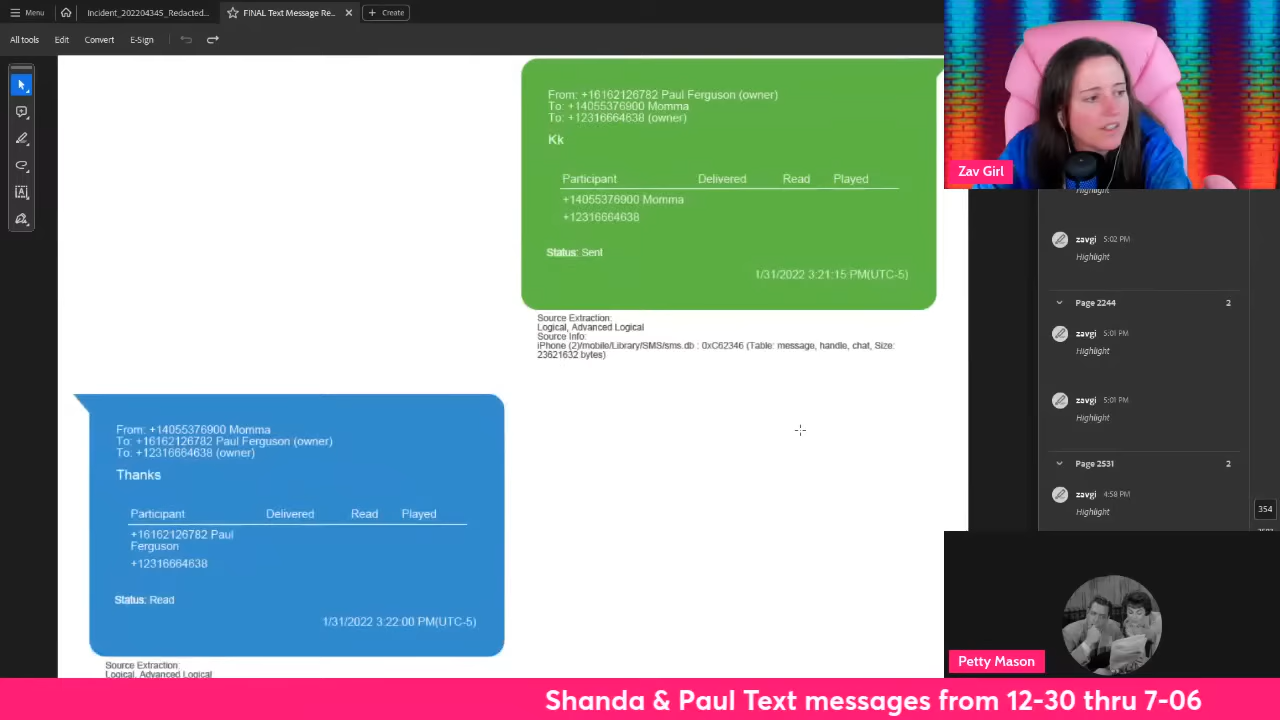 Menu
Incident_202204345_Redacted...
FINAL Text Message Re...
Create
All tools
Edit
Convert
E-Sign
From: +16162126782 Paul Ferguson (owner)
To: +14055376900 Momma
To: +12316664638 (owner)
Kk
Participant Delivered Read Played
+14055376900 Momma
+12316664638
Status: Sent
1/31/2022 3:21:15 PM(UTC-5)
Source Extraction:
Logical, Advanced Logical
Source Info:
iPhone (2)/mobile/Library/SMS/sms.db : 0xC62346 (Table: message, handle, chat, Size:
23621632 bytes)
From: +14055376900 Momma
To: +16162126782 Paul Ferguson (owner)
To: +12316664638 (owner)
Thanks
Participant Delivered Read Played
+16162126782 Paul
Ferguson
+12316664638
Status: Read
1/31/2022 3:22:00 PM(UTC-5)
Source Extraction:
Logical, Advanced Logical
Zav Girl
Highlight
zavgi 5:02 PM
Highlight
Page 2244 2
zavgi 5:01 PM
Highlight
zavgi 5:01 PM
Highlight
Page 2531 2
zavgi 4:58 PM
Highlight
354
Petty Mason
Shanda & Paul Text messages from 12-30 thru 7-06